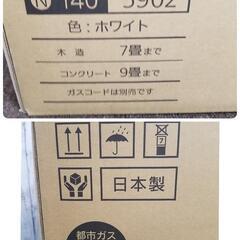 N 140 5902
色:ホワイト
木造 7畳まで
コンクリート 9畳まで
ガスコードは別売です
日本製
都市ガス